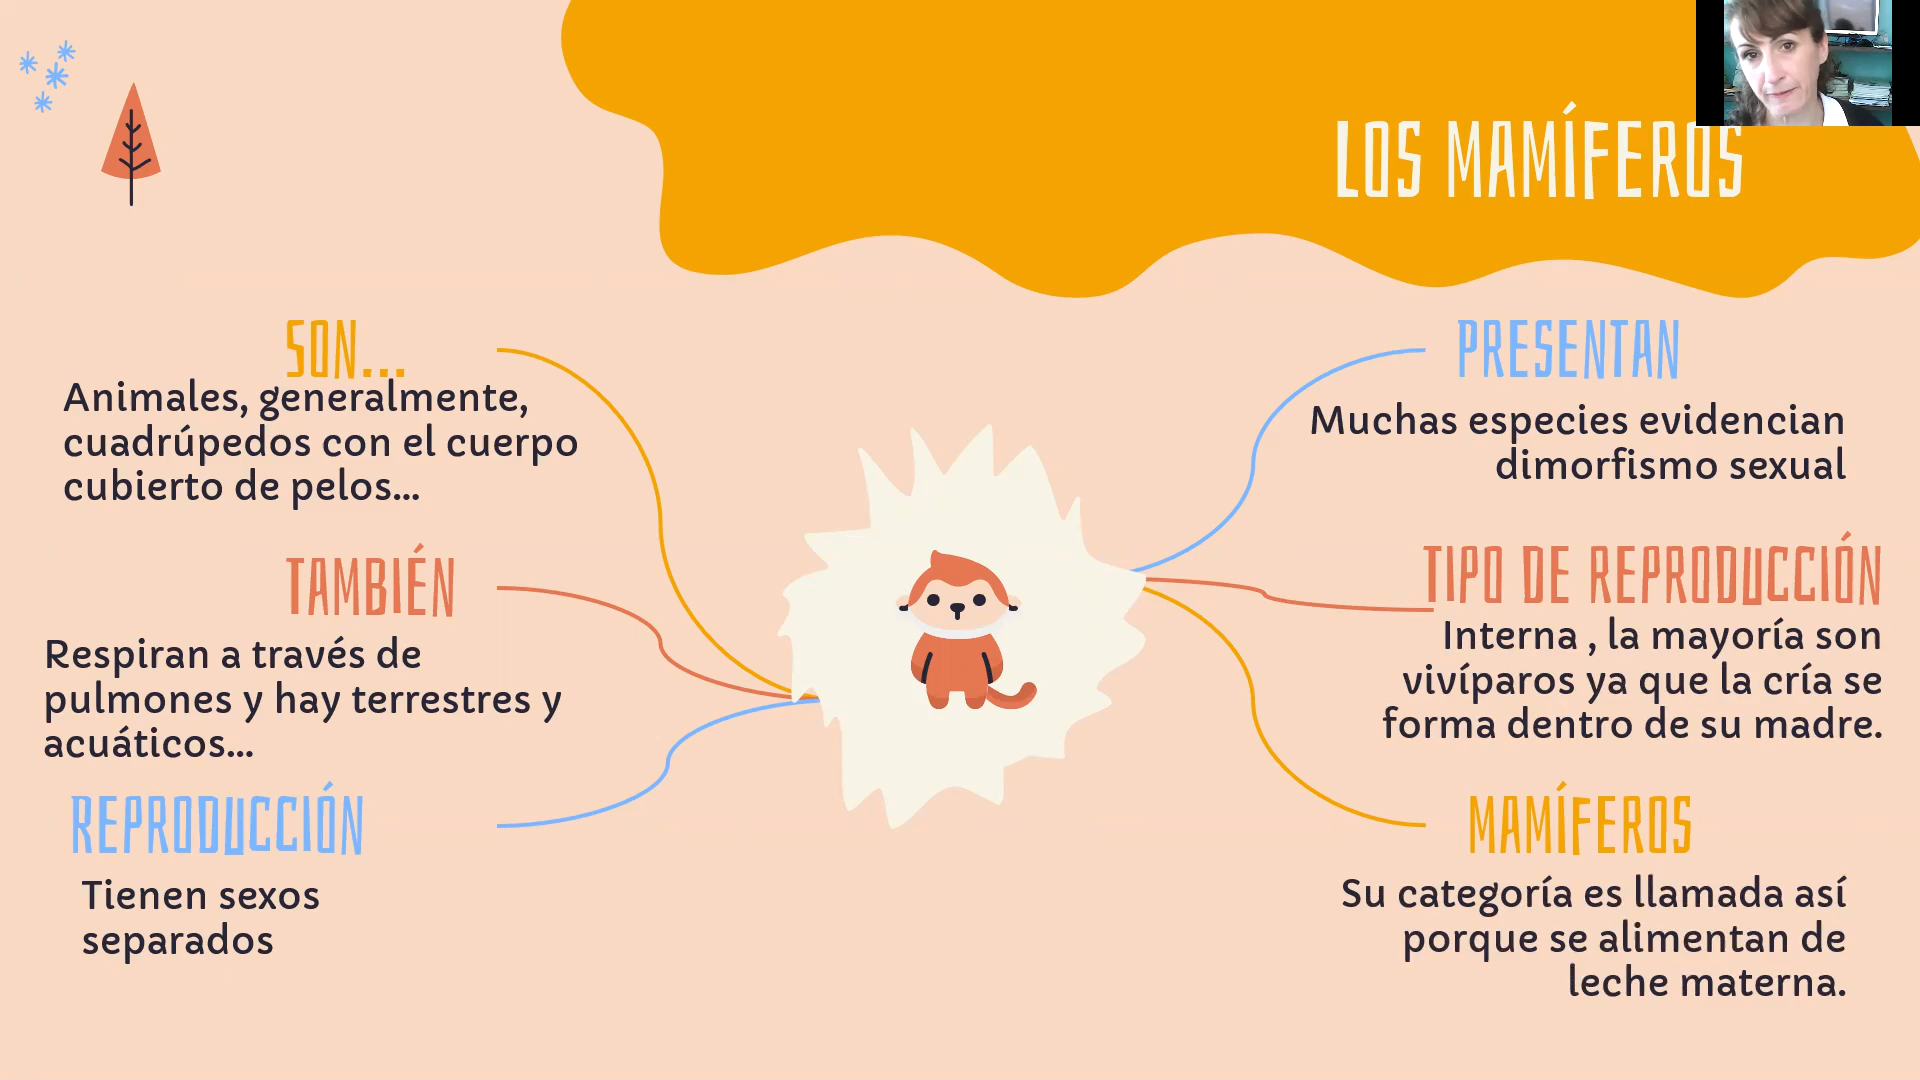 LOS MAMÍFEROS
SON...
Animales, generalmente,
cuadrúpedos con el cuerpo
cubierto de pelos...
TAMBIÉN
Respiran a través de
pulmones y hay terrestres y
acuáticos...
REPRODUCCIÓN
Tienen sexos
separados
PRESENTAN
Muchas especies evidencian
dimorfismo sexual
TIPO DE REPRODUCCIÓN
Interna , la mayoría son
vivíparos ya que la cría se
forma dentro de su madre.
MAMÍFEROS
Su categoría es llamada así
porque se alimentan de
leche materna.